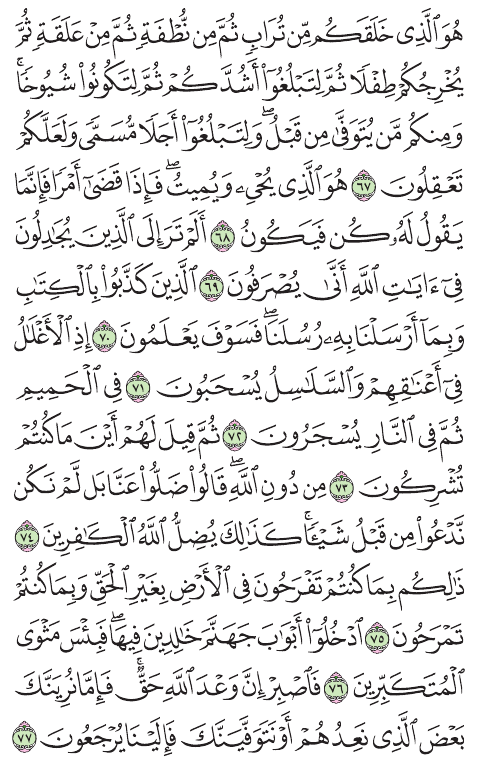 هُوَ ٱلَّذِى خَلَقَكُم مِّن تُرَابٍ ثُمَّ مِن نُّطْفَةٍ ثُمَّ مِنْ عَلَقَةٍ ثُمَّ
يُخْرِجُكُمْ طِفْلًا ثُمَّ لِتَبْلُغُوٓا۟ أَشُدَّكُمْ ثُمَّ لِتَكُونُوا۟ شُيُوخًا ۚ
وَمِنكُم مَّن يُتَوَفَّىٰ مِن قَبْلُ ۖ وَلِتَبْلُغُوٓا۟ أَجَلًا مُّسَمًّى وَلَعَلَّكُمْ
تَعْقِلُونَ ٦٧ هُوَ ٱلَّذِى يُحْىِۦ وَيُمِيتُ ۖ فَإِذَا قَضَىٰٓ أَمْرًا فَإِنَّمَا
يَقُولُ لَهُۥ كُن فَيَكُونُ ٦٨ أَلَمْ تَرَ إِلَى ٱلَّذِينَ يُجَٰدِلُونَ
فِىٓ ءَايَٰتِ ٱللَّهِ أَنَّىٰ يُصْرَفُونَ ٦٩ ٱلَّذِينَ كَذَّبُوا۟ بِٱلْكِتَٰبِ
وَبِمَآ أَرْسَلْنَا بِهِۦ رُسُلَنَا ۖ فَسَوْفَ يَعْلَمُونَ ٧٠ إِذِ ٱلْأَغْلَٰلُ
فِىٓ أَعْنَٰقِهِمْ وَٱلسَّلَٰسِلُ يُسْحَبُونَ ٧١ فِى ٱلْحَمِيمِ
ثُمَّ فِى ٱلنَّارِ يُسْجَرُونَ ٧٢ ثُمَّ قِيلَ لَهُمْ أَيْنَ مَا كُنتُمْ
تُشْرِكُونَ ٧٣ مِن دُونِ ٱللَّهِ ۖ قَالُوا۟ ضَلُّوا۟ عَنَّا بَل لَّمْ نَكُن
نَّدْعُوا۟ مِن قَبْلُ شَيْـًٔا ۚ كَذَٰلِكَ يُضِلُّ ٱللَّهُ ٱلْكَٰفِرِينَ ٧٤
ذَٰلِكُم بِمَا كُنتُمْ تَفْرَحُونَ فِى ٱلْأَرْضِ بِغَيْرِ ٱلْحَقِّ وَبِمَا كُنتُمْ
تَمْرَحُونَ ٧٥ ٱدْخُلُوٓا۟ أَبْوَٰبَ جَهَنَّمَ خَٰلِدِينَ فِيهَا ۖ فَبِئْسَ مَثْوَى
ٱلْمُتَكَبِّرِينَ ٧٦ فَٱصْبِرْ إِنَّ وَعْدَ ٱللَّهِ حَقٌّ ۚ فَإِمَّا نُرِيَنَّكَ
بَعْضَ ٱلَّذِى نَعِدُهُمْ أَوْ نَتَوَفَّيَنَّكَ فَإِلَيْنَا يُرْجَعُونَ ٧٧